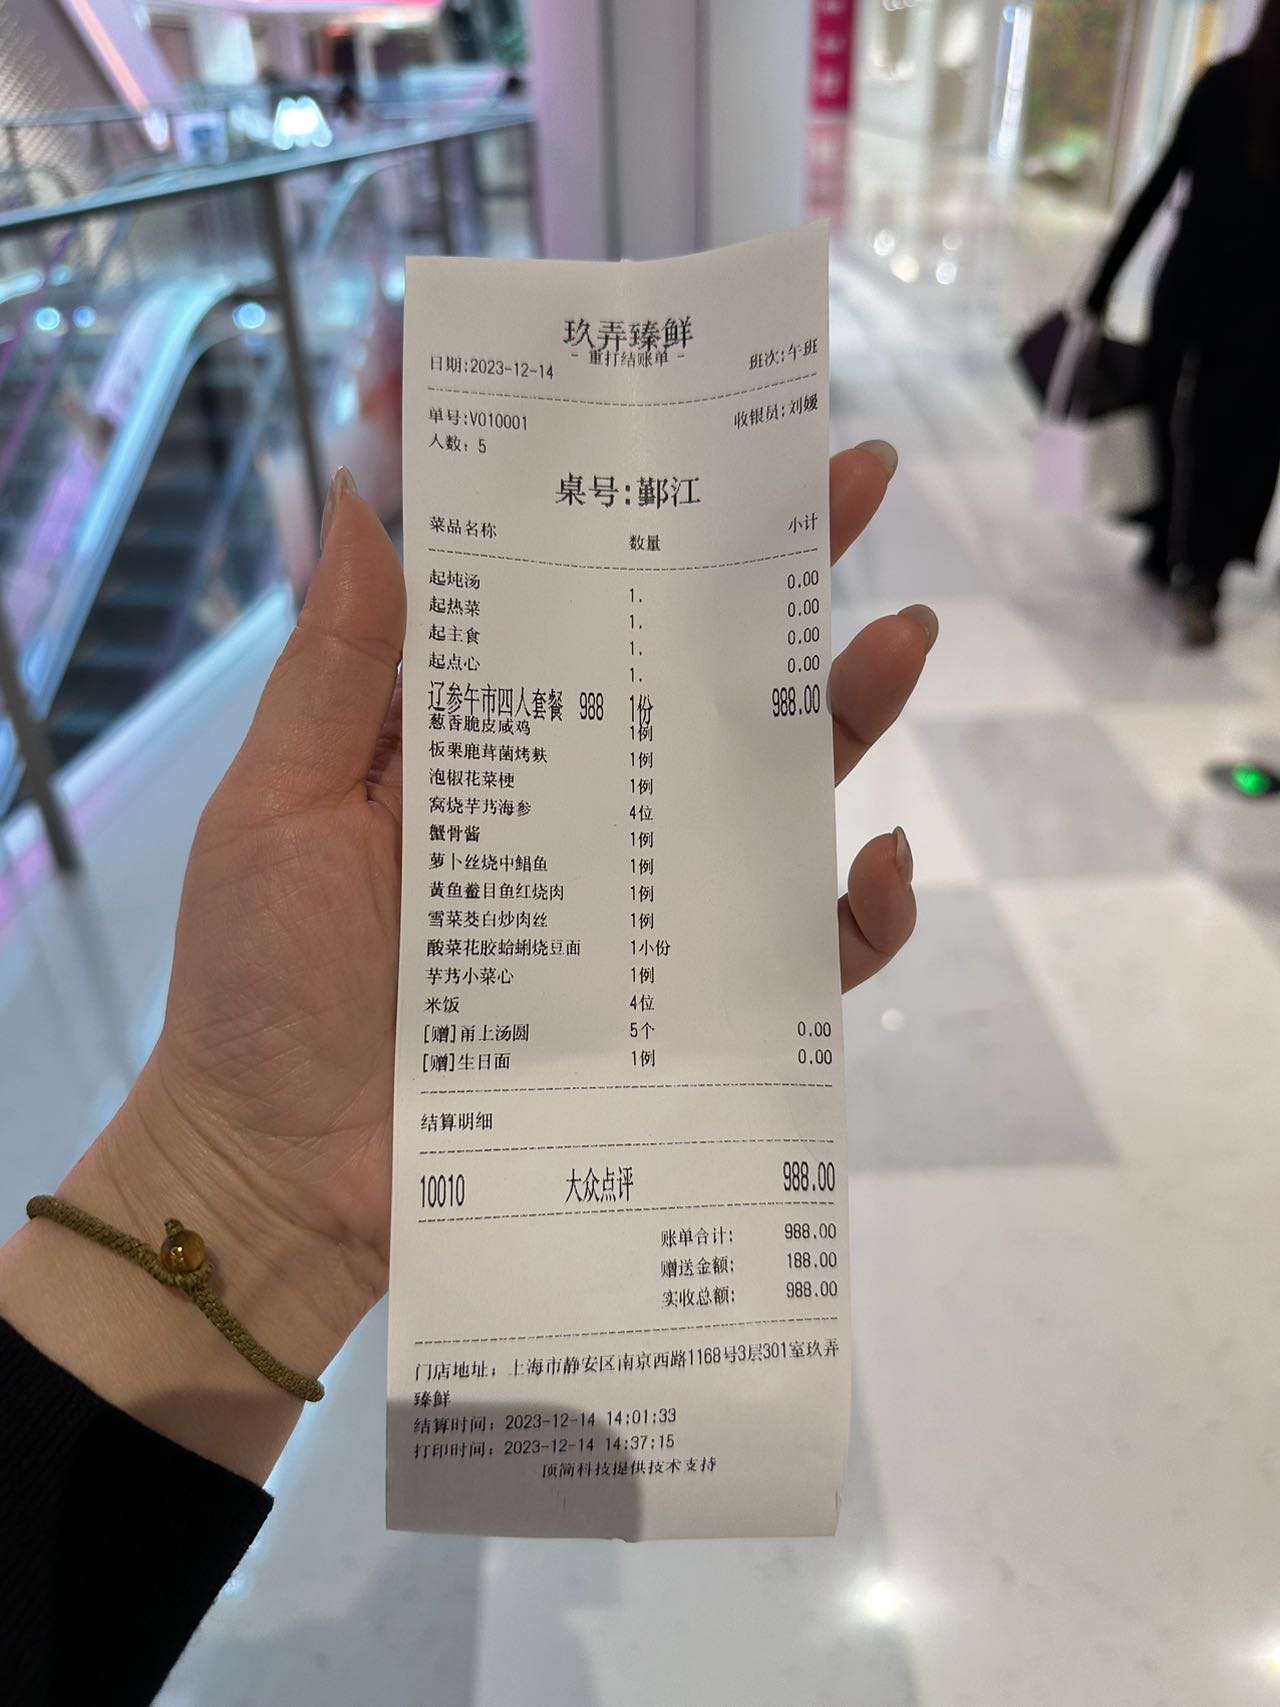 玖弄臻鲜
- 重打结账单 -
日期:2023-12-14 班次:午班
单号:V010001 收银员:刘媛
人数: 5
桌号:鄞江
菜品名称 数量 小计
起炖汤 1. 0.00
起热菜 1. 0.00
起主食 1. 0.00
起点心 1. 0.00
辽参午市四人套餐 988 1份 988.00
葱香脆皮咸鸡 1例
板栗鹿茸菌烤麸 1例
泡椒花菜梗 1例
窝烧芋艿海参 4位
蟹骨酱 1例
萝卜丝烧中鲳鱼 1例
黄鱼鲞目鱼红烧肉 1例
雪菜茭白炒肉丝 1例
酸菜花胶蛤蜊烧豆面 1小份
芋艿小菜心 1例
米饭 4位
[赠]甬上汤圆 5个 0.00
[赠]生日面 1例 0.00
结算明细
10010 大众点评 988.00
账单合计: 988.00
赠送金额: 188.00
实收总额: 988.00
门店地址: 上海市静安区南京西路1168号3层301室玖弄
臻鲜
结算时间: 2023-12-14 14:01:33
打印时间: 2023-12-14 14:37:15
顶简科技提供技术支持